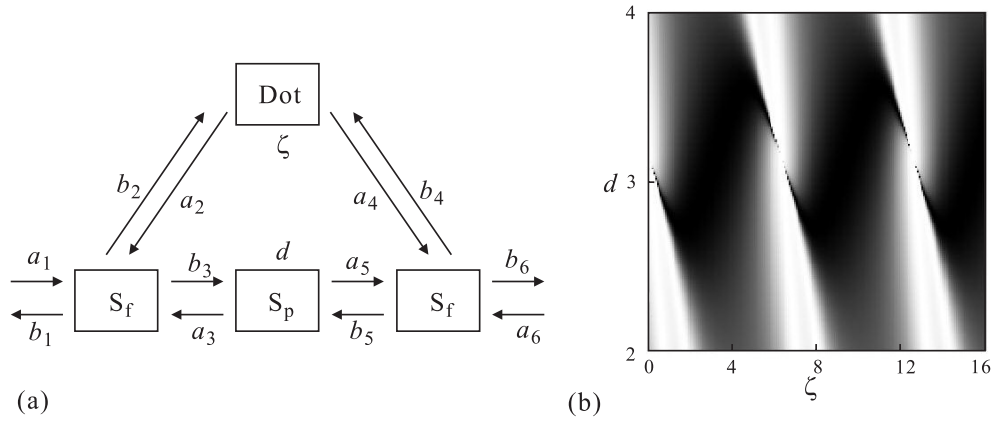 Dot
ζ
b2 a2 a4 b4
d
a1 b3 a5 b6
Sf Sp Sf
b1 a3 b5 a6
(a)
4
d 3
2
0 4 8 12 16
ζ
(b)